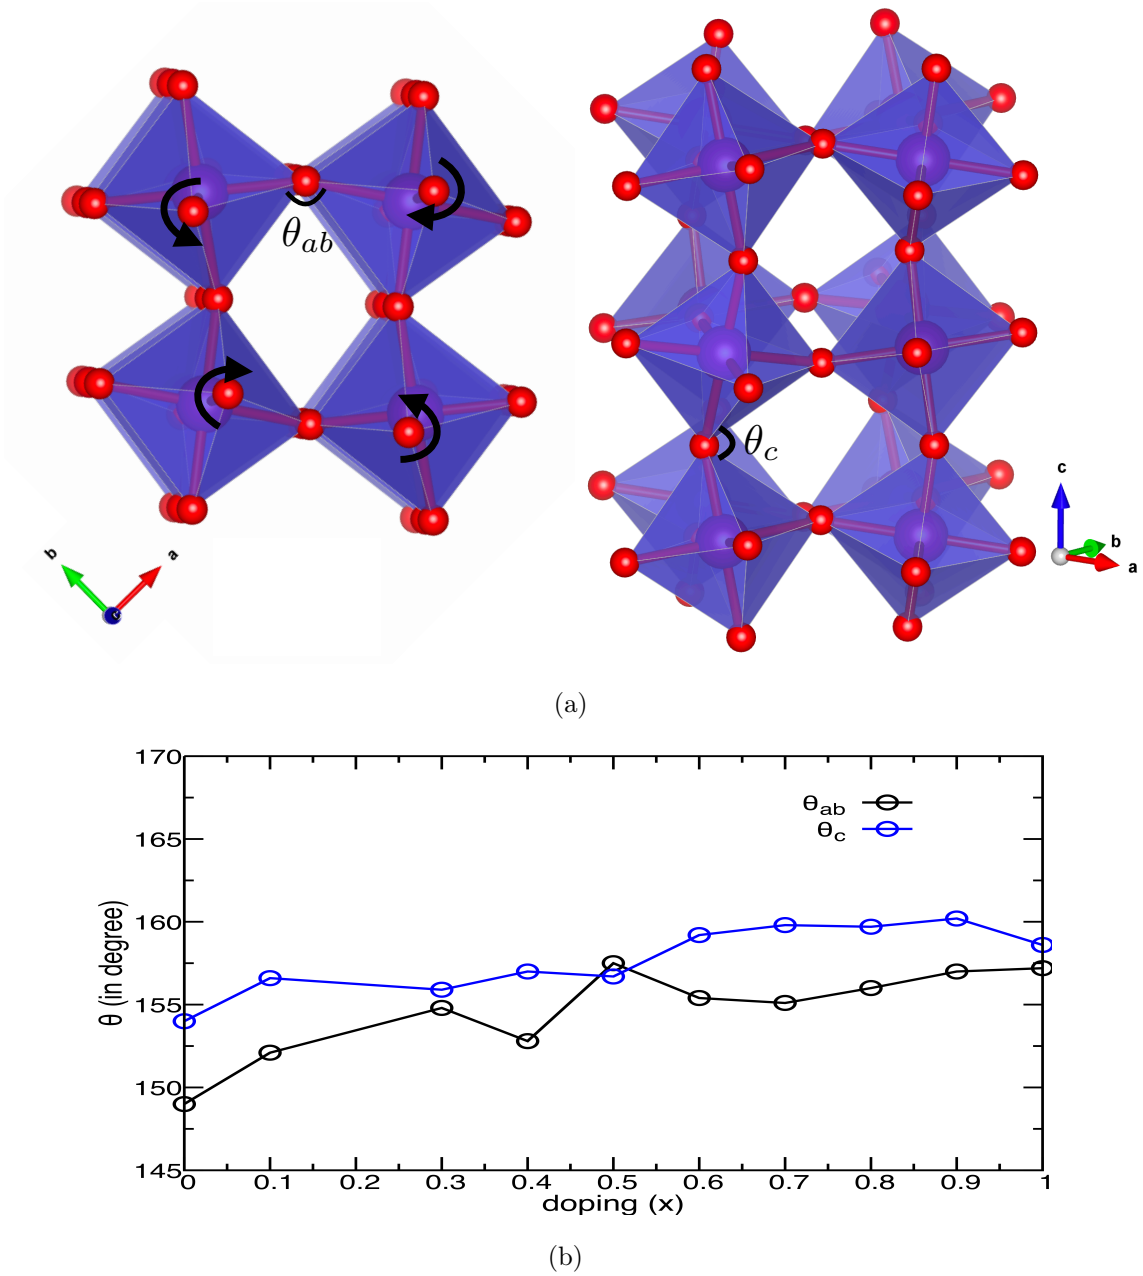 θab
θc
b
a
c
b
a
(a)
170
165
160
155
150
145
θ (in degree)
θab
θc
0 0.1 0.2 0.3 0.4 0.5 0.6 0.7 0.8 0.9 1
doping (x)
(b)